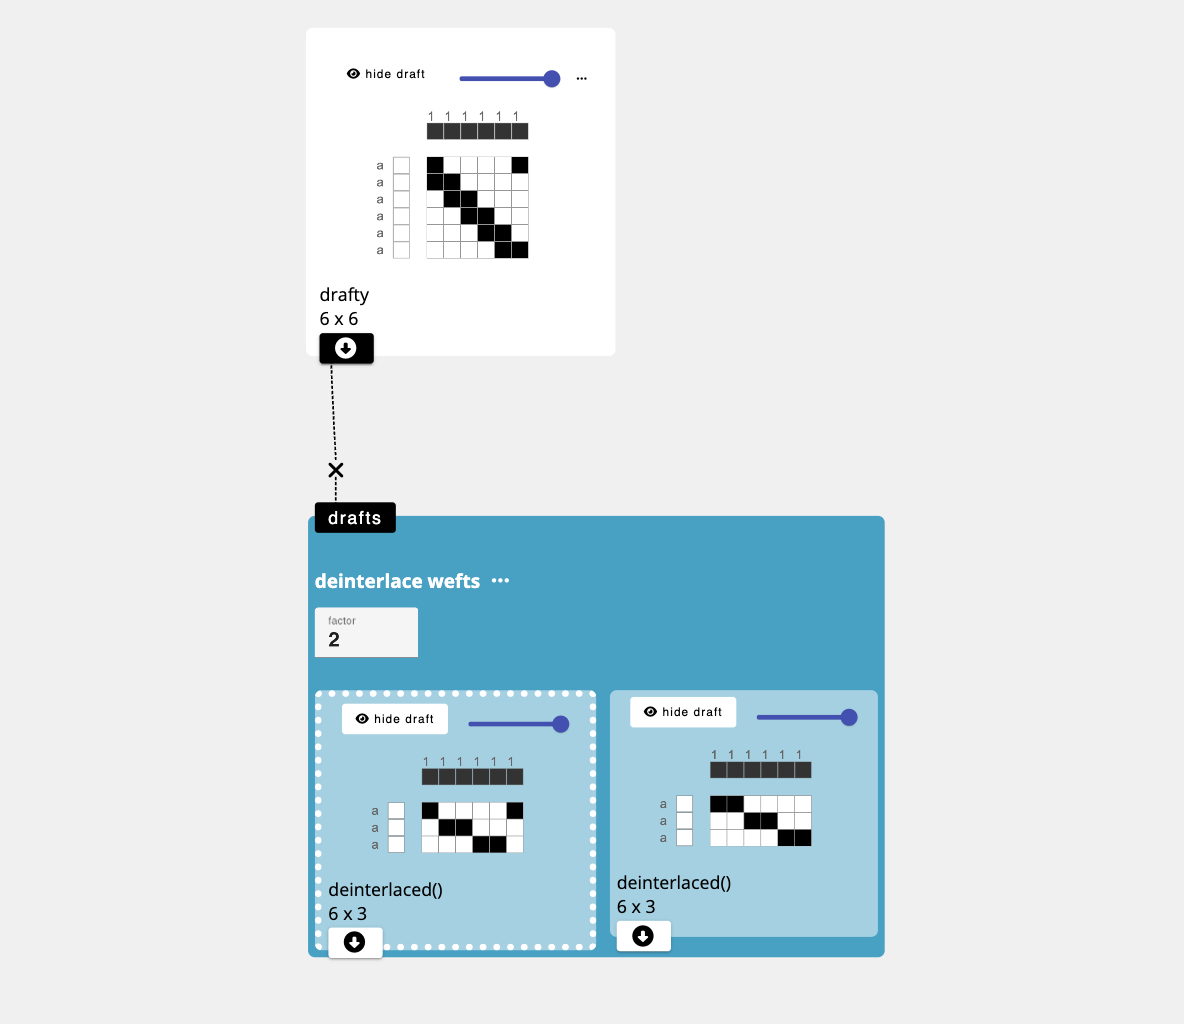 hide draft ...
1 1 1 1 1 1
a
a
a
a
a
a
drafty
6 x 6
drafts
deinterlace wefts ...
factor
2
hide draft
1 1 1 1 1 1
a
a
a
deinterlaced()
6 x 3
hide draft
1 1 1 1 1 1
a
a
a
deinterlaced()
6 x 3